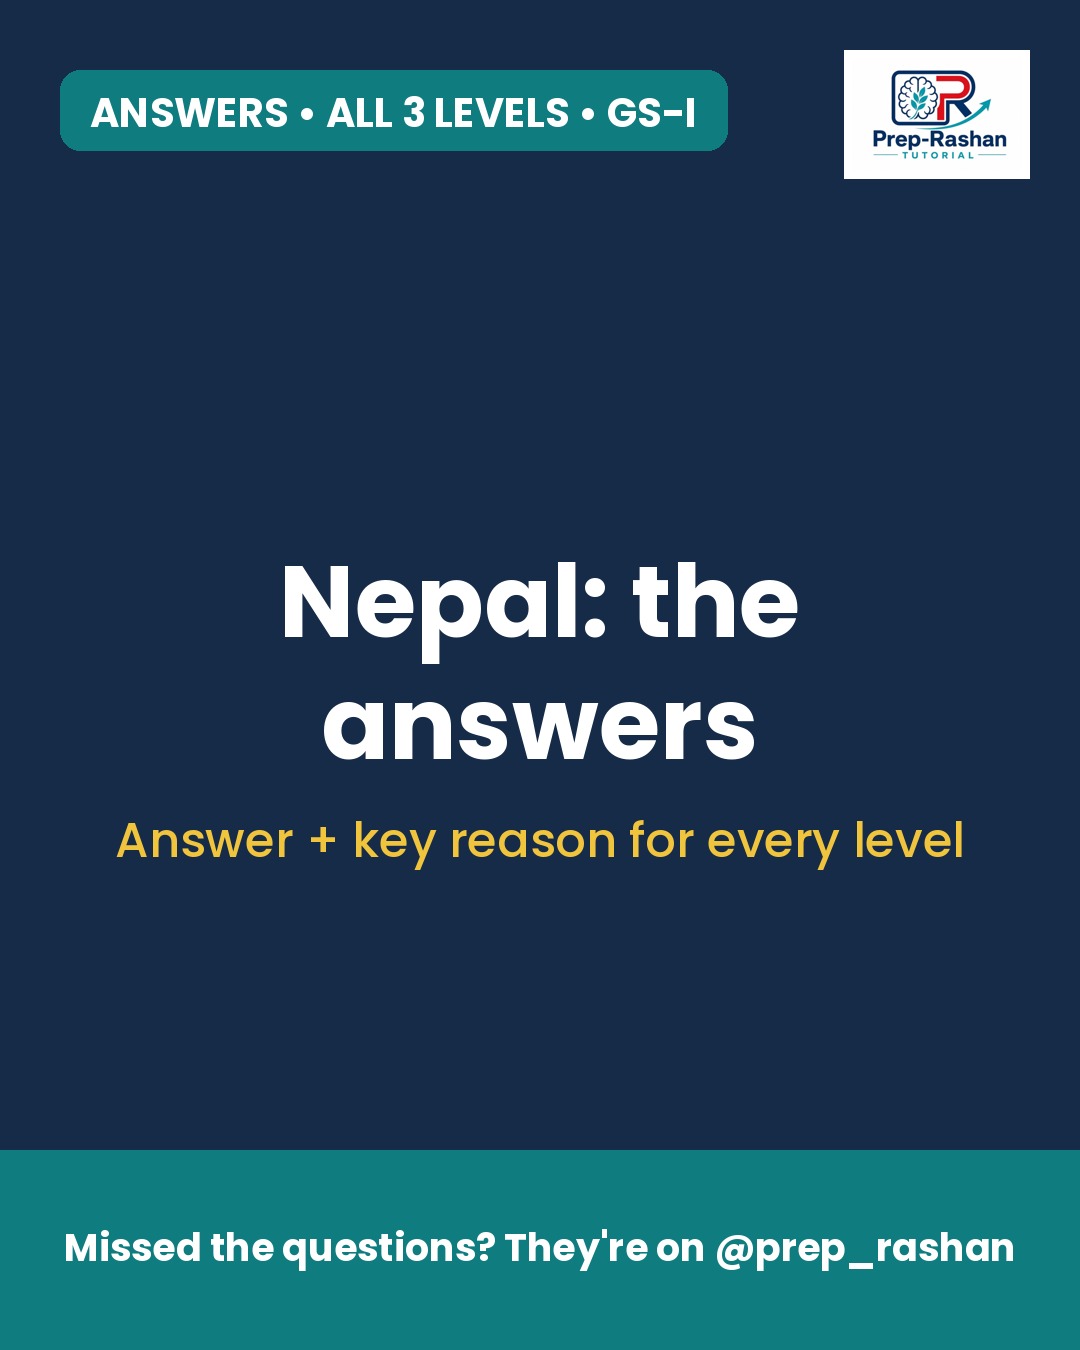 ANSWERS • ALL 3 LEVELS • GS-I
PR
Prep-Rashan
TUTORIAL
Nepal: the
answers
Answer + key reason for every level
Missed the questions? They're on @prep_rashan